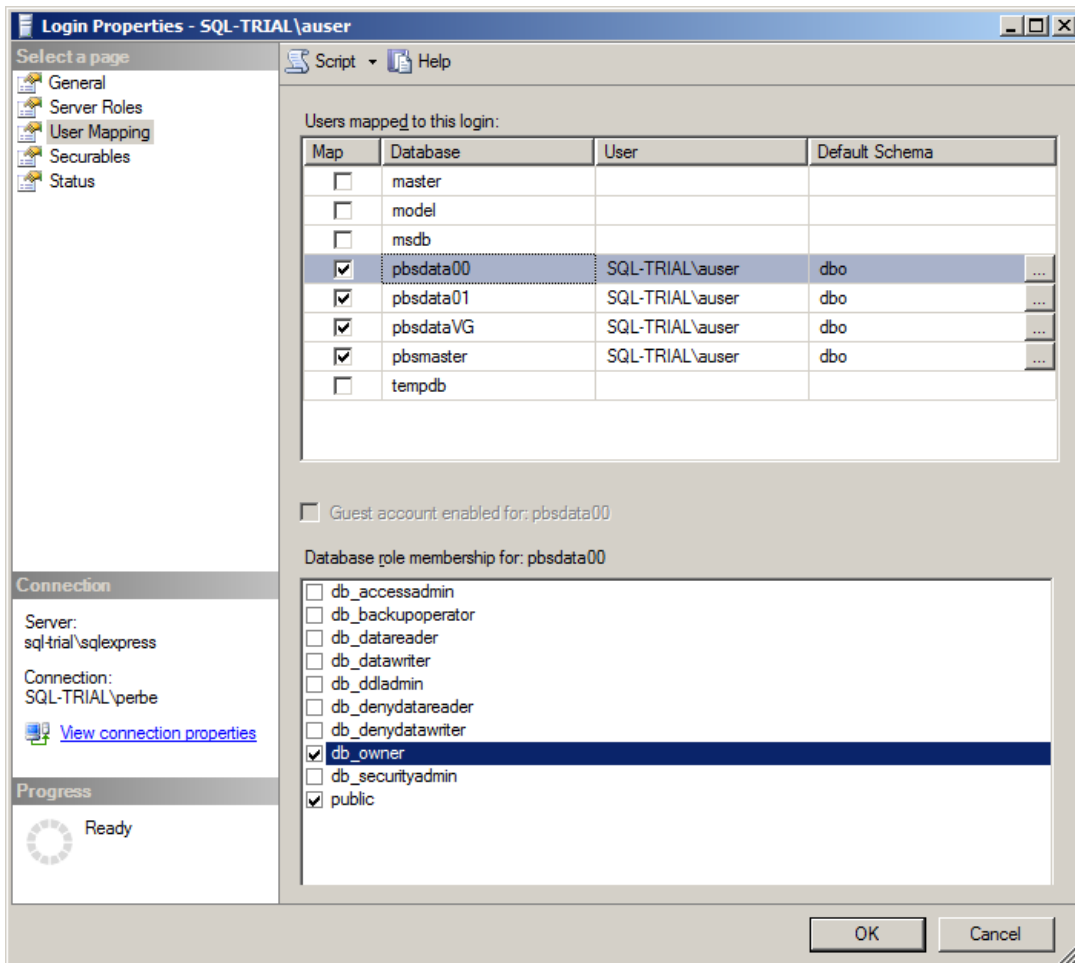 Login Properties - SQL-TRIAL\auser
Select a page
General
Server Roles
User Mapping
Securables
Status
Script Help
Users mapped to this login:
Map Database User Default Schema
master
model
msdb
pbsdata00 SQL-TRIAL\auser dbo ...
pbsdata01 SQL-TRIAL\auser dbo ...
pbsdataVG SQL-TRIAL\auser dbo ...
pbsmaster SQL-TRIAL\auser dbo ...
tempdb
Guest account enabled for: pbsdata00
Database role membership for: pbsdata00
db_accessadmin
db_backupoperator
db_datareader
db_datawriter
db_ddladmin
db_denydatareader
db_denydatawriter
db_owner
db_securityadmin
public
Connection
Server:
sql-trial\sqlexpress
Connection:
SQL-TRIAL\perbe
View connection properties
Progress
Ready
OK Cancel